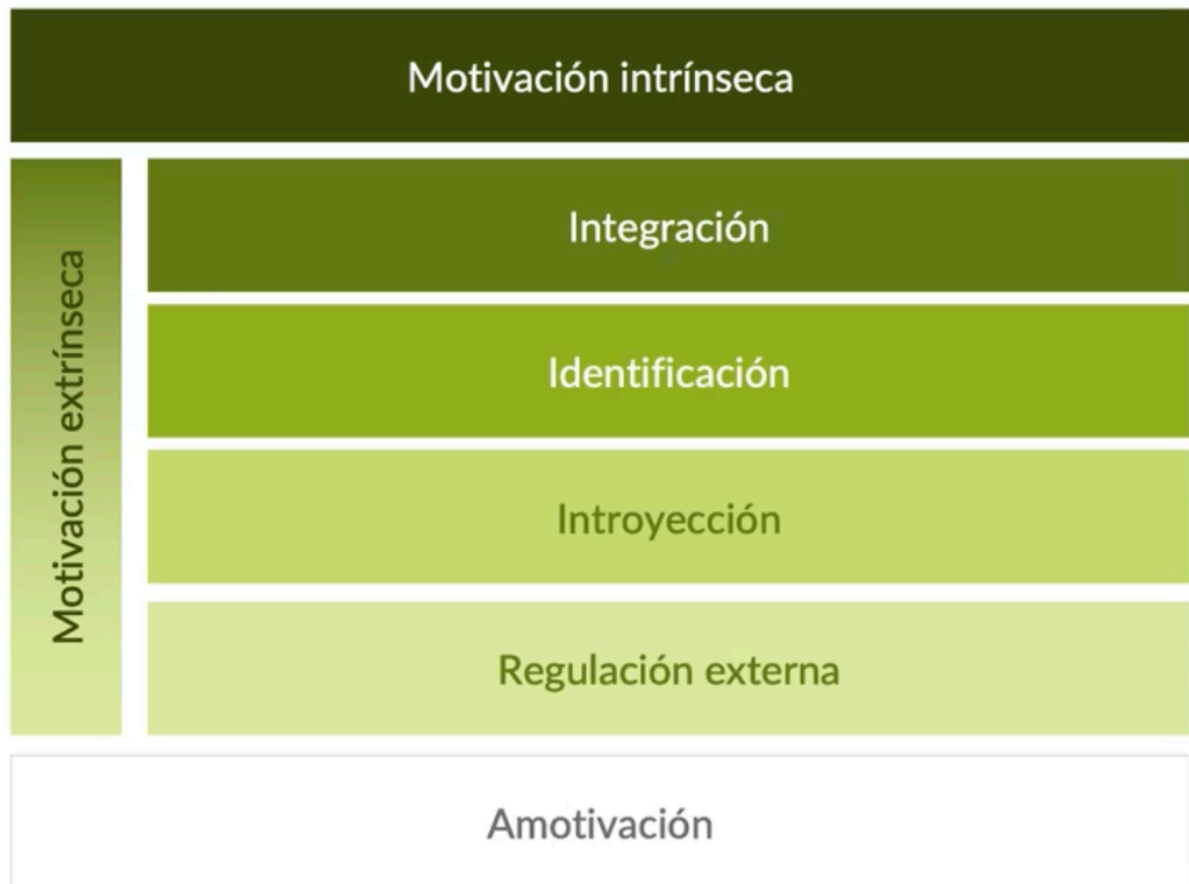 Motivación intrínseca
Motivación extrínseca
Integración
Identificación
Introyección
Regulación externa
Amotivación